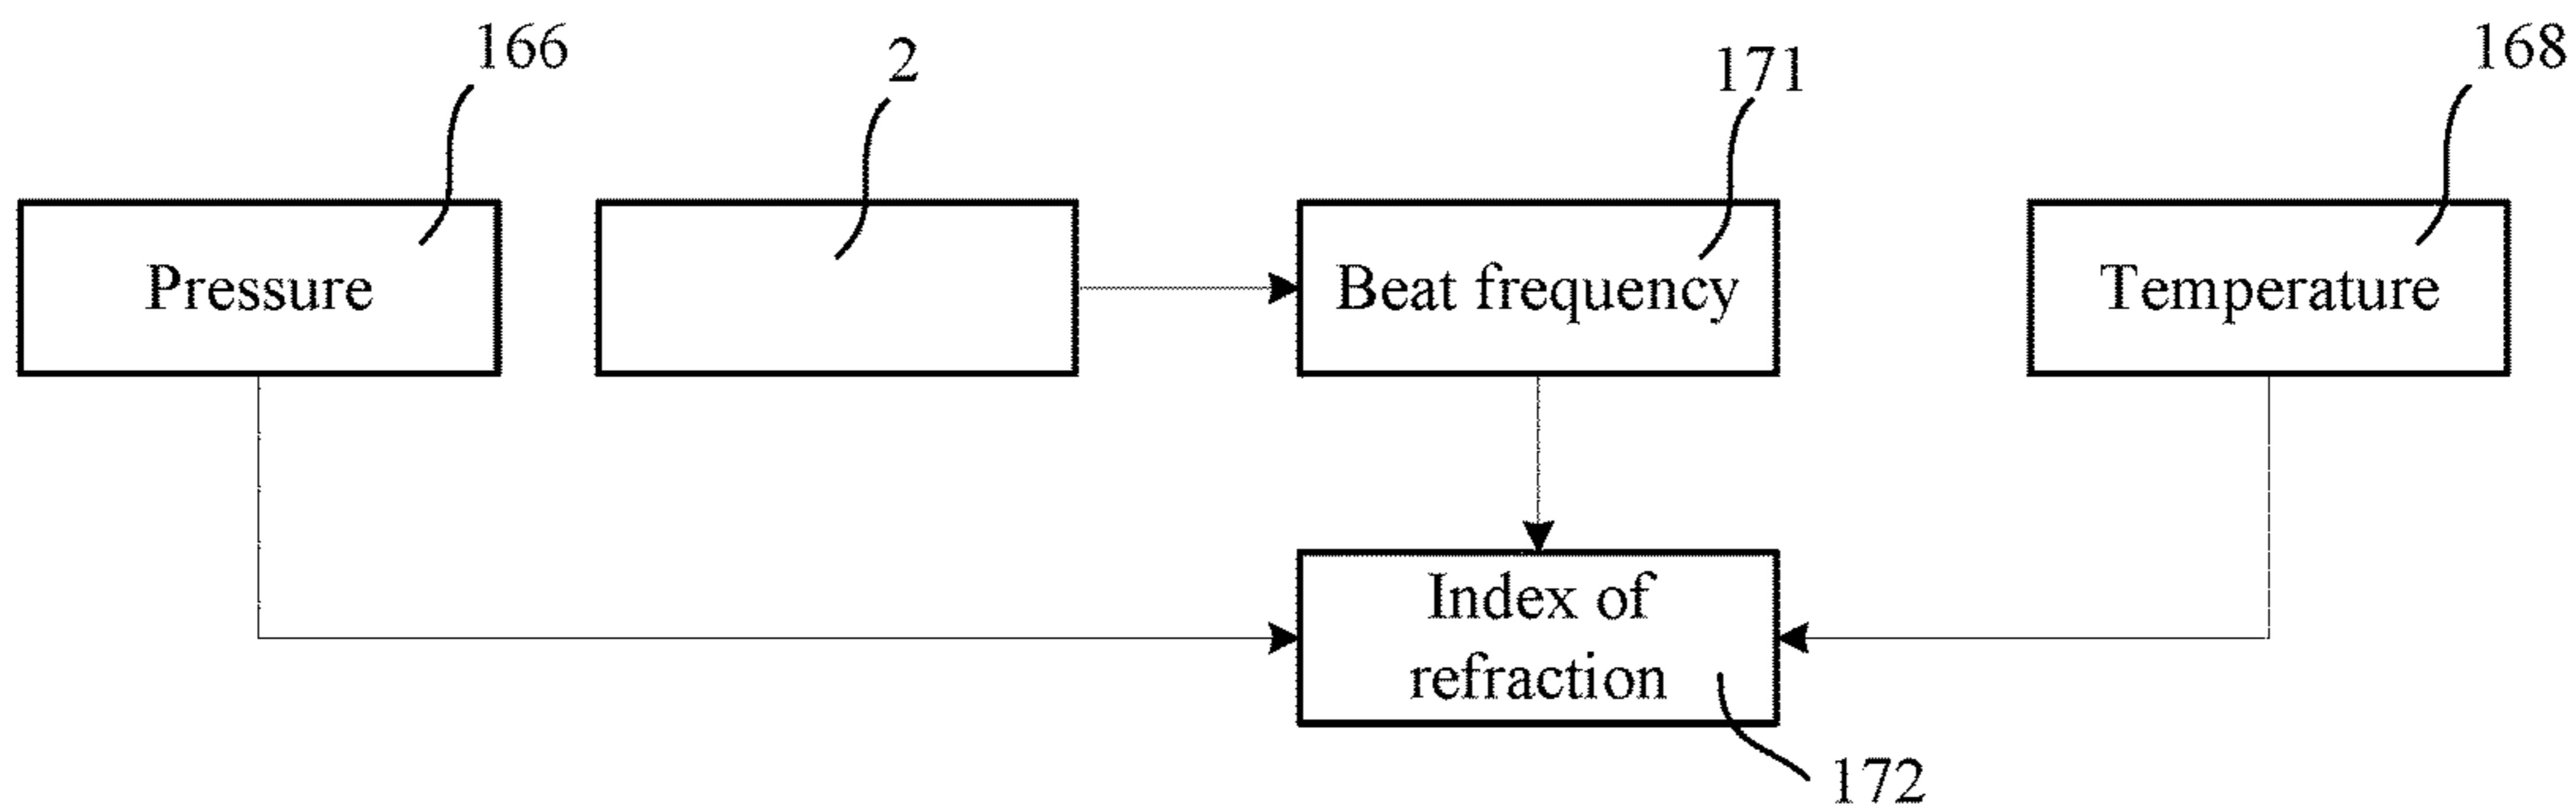 166
2
171
168
Pressure
Beat frequency
Temperature
Index of
refraction
172